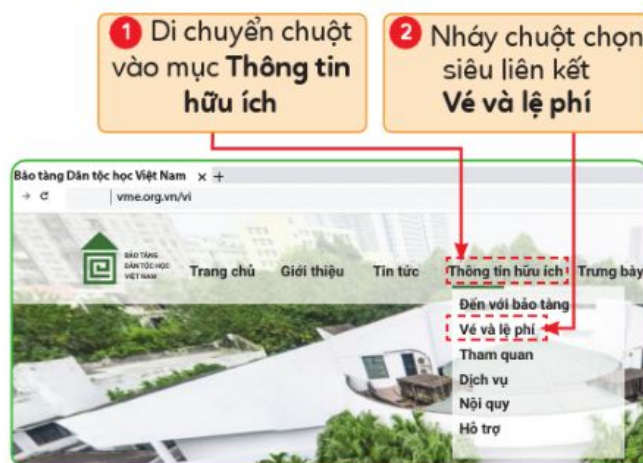 1 Di chuyển chuột
vào mục Thông tin
hữu ích
2 Nháy chuột chọn
siêu liên kết
Vé và lệ phí
Bảo tàng Dân tộc học Việt Nam × +
vme.org.vn/vi
BẢO TÀNG
DÂN TỘC HỌC
VIỆT NAM
Trang chủ Giới thiệu Tin tức Thông tin hữu ích Trưng bày
Đến với bảo tàng
Vé và lệ phí
Tham quan
Dịch vụ
Nội quy
Hỗ trợ